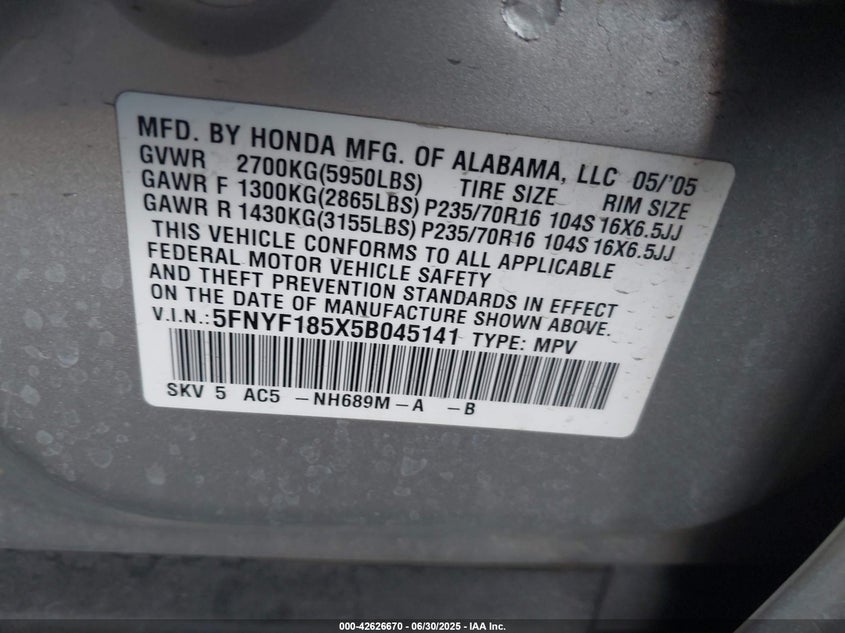 MFD. BY HONDA MFG. OF ALABAMA, LLC 05/'05
GVWR 2700KG(5950LBS) TIRE SIZE RIM SIZE
GAWR F 1300KG(2865LBS) P235/70R16 104S 16X6.5JJ
GAWR R 1430KG(3155LBS) P235/70R16 104S 16X6.5JJ
THIS VEHICLE CONFORMS TO ALL APPLICABLE
FEDERAL MOTOR VEHICLE SAFETY
AND THEFT PREVENTION STANDARDS IN EFFECT
ON THE DATE OF MANUFACTURE SHOWN ABOVE.
V.I.N.: 5FNYF185X5B045141 TYPE: MPV
SKV 5 AC5 -NH689M-A -B
000-42626670 - 06/30/2025 - IAA Inc.